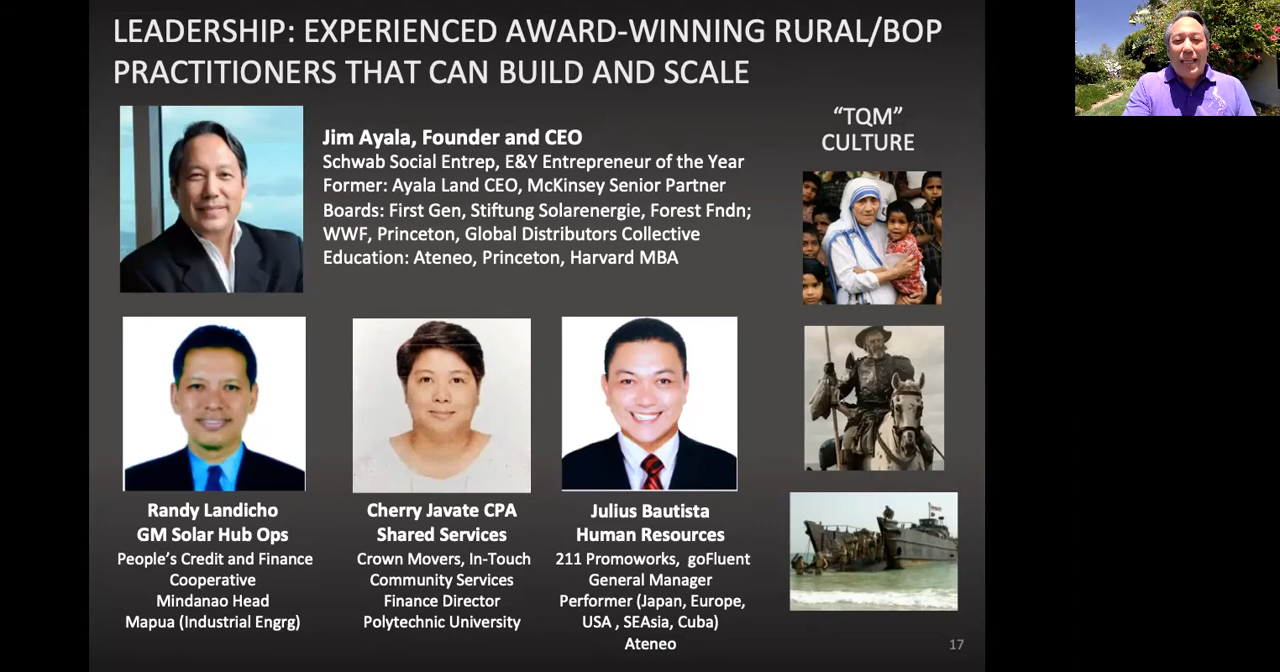 LEADERSHIP: EXPERIENCED AWARD-WINNING RURAL/BOP
PRACTITIONERS THAT CAN BUILD AND SCALE
Jim Ayala, Founder and CEO
Schwab Social Entrep, E&Y Entrepreneur of the Year
Former: Ayala Land CEO, McKinsey Senior Partner
Boards: First Gen, Stiftung Solarenergie, Forest Fndn;
WWF, Princeton, Global Distributors Collective
Education: Ateneo, Princeton, Harvard MBA
"TQM"
CULTURE
Randy Landicho
GM Solar Hub Ops
People's Credit and Finance
Cooperative
Mindanao Head
Mapua (Industrial Engrg)
Cherry Javate CPA
Shared Services
Crown Movers, In-Touch
Community Services
Finance Director
Polytechnic University
Julius Bautista
Human Resources
211 Promoworks, goFluent
General Manager
Performer (Japan, Europe,
USA , SEAsia, Cuba)
Ateneo
17